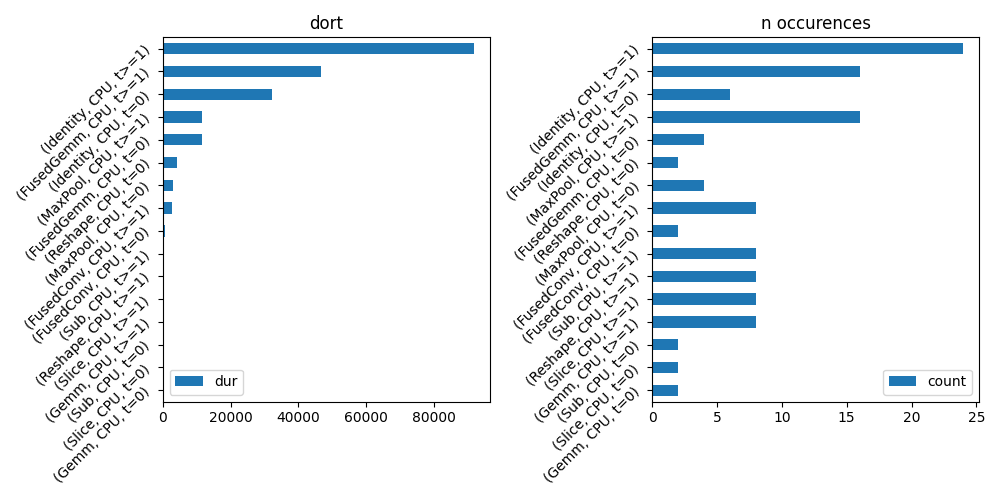 dort
(Identity, CPU, t>=1)
(FusedGemm, CPU, t>=1)
(Identity, CPU, t=0)
(MaxPool, CPU, t>=1)
(FusedGemm, CPU, t=0)
(Reshape, CPU, t=0)
(MaxPool, CPU, t=0)
(FusedConv, CPU, t>=1)
(FusedConv, CPU, t=0)
(Sub, CPU, t>=1)
(Reshape, CPU, t>=1)
(Slice, CPU, t>=1)
(Gemm, CPU, t>=1)
(Sub, CPU, t=0)
(Slice, CPU, t=0)
(Gemm, CPU, t=0)
dur
0 20000 40000 60000 80000
n occurences
(Identity, CPU, t>=1)
(FusedGemm, CPU, t>=1)
(Identity, CPU, t=0)
(MaxPool, CPU, t>=1)
(FusedGemm, CPU, t=0)
(Reshape, CPU, t=0)
(MaxPool, CPU, t=0)
(FusedConv, CPU, t>=1)
(FusedConv, CPU, t=0)
(Sub, CPU, t>=1)
(Reshape, CPU, t>=1)
(Slice, CPU, t>=1)
(Gemm, CPU, t>=1)
(Sub, CPU, t=0)
(Slice, CPU, t=0)
(Gemm, CPU, t=0)
count
0 5 10 15 20 25